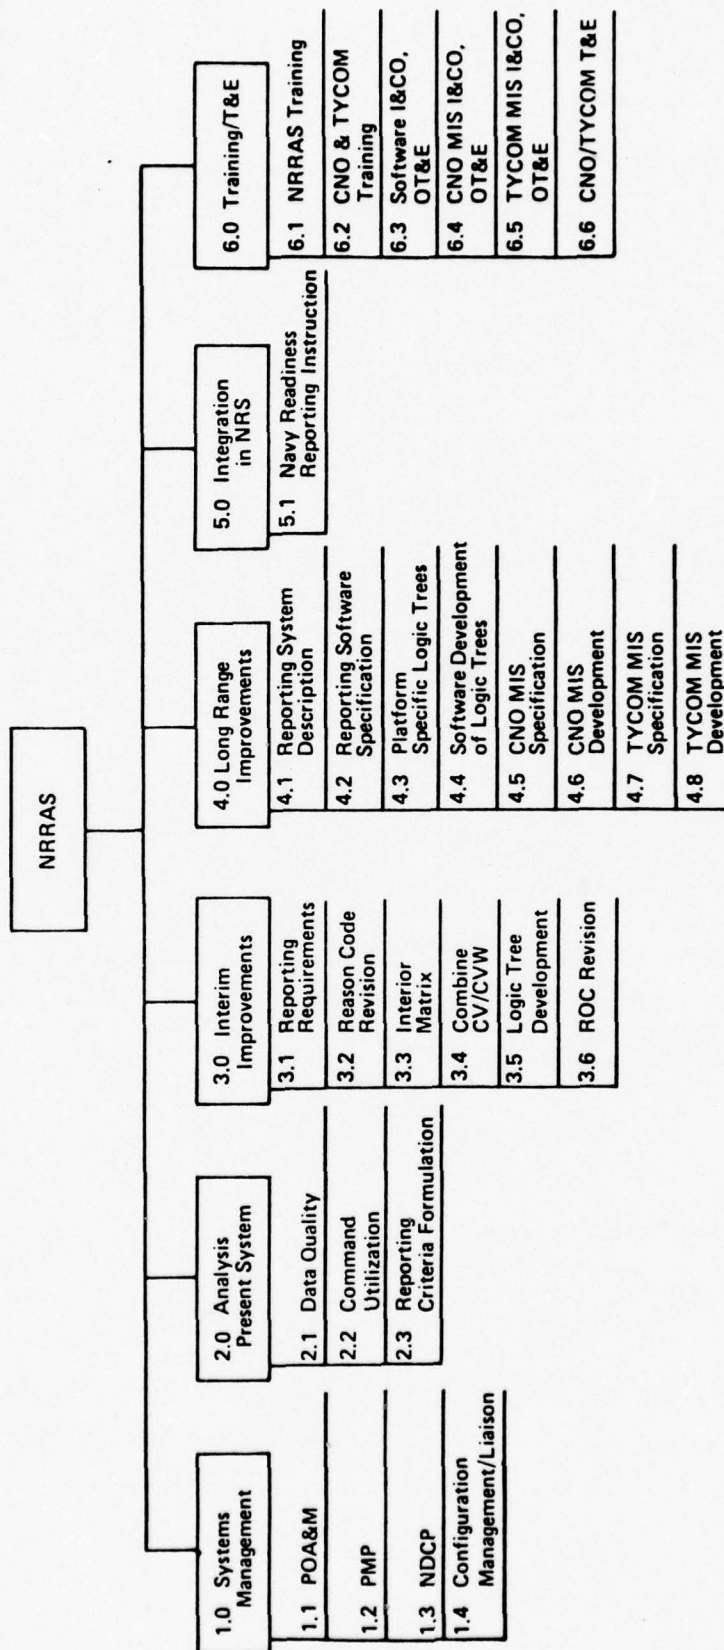 NRRAS
1.0 Systems
Management
1.1 POA&M
1.2 PMP
1.3 NDCP
1.4 Configuration
Management/Liaison
2.0 Analysis
Present System
2.1 Data Quality
2.2 Command
Utilization
2.3 Reporting
Criteria Formulation
3.0 Interim
Improvements
3.1 Reporting
Requirements
3.2 Reason Code
Revision
3.3 Interior
Matrix
3.4 Combine
CV/CVW
3.5 Logic Tree
Development
3.6 ROC Revision
4.0 Long Range
Improvements
4.1 Reporting System
Description
4.2 Reporting Software
Specification
4.3 Platform
Specific Logic Trees
4.4 Software Development
of Logic Trees
4.5 CNO MIS
Specification
4.6 CNO MIS
Development
4.7 TYCOM MIS
Specification
4.8 TYCOM MIS
Development
5.0 Integration
in NRS
5.1 Navy Readiness
Reporting Instruction
6.0 Training/T&E
6.1 NRRAS Training
6.2 CNO & TYCOM
Training
6.3 Software I&CO,
OT&E
6.4 CNO MIS I&CO,
OT&E
6.5 TYCOM MIS I&CO,
OT&E
6.6 CNO/TYCOM T&E